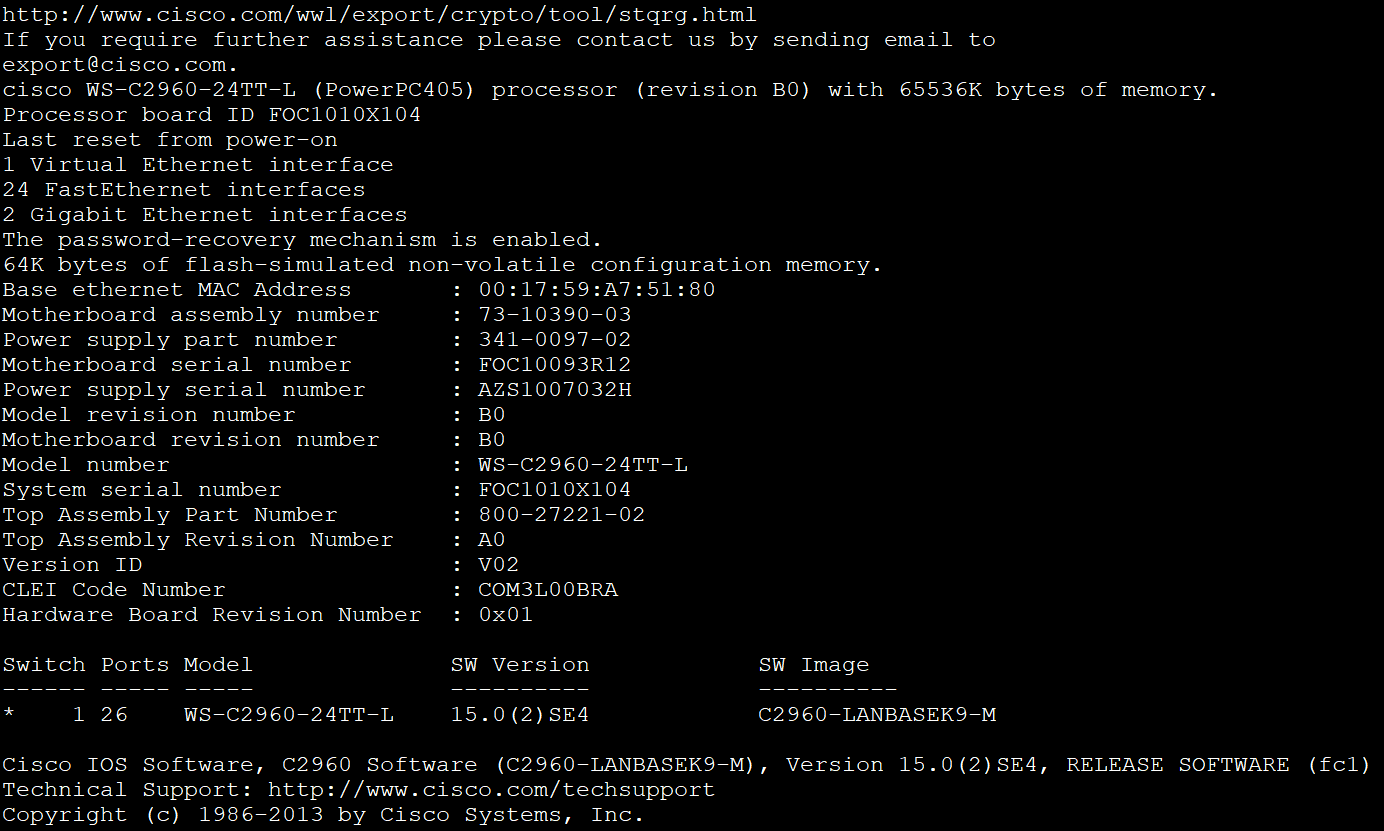 http://www.cisco.com/wwl/export/crypto/tool/stqrg.html
If you require further assistance please contact us by sending email to
export@cisco.com.
cisco WS-C2960-24TT-L (PowerPC405) processor (revision B0) with 65536K bytes of memory.
Processor board ID FOC1010X104
Last reset from power-on
1 Virtual Ethernet interface
24 FastEthernet interfaces
2 Gigabit Ethernet interfaces
The password-recovery mechanism is enabled.
64K bytes of flash-simulated non-volatile configuration memory.
Base ethernet MAC Address       : 00:17:59:A7:51:80
Motherboard assembly number     : 73-10390-03
Power supply part number        : 341-0097-02
Motherboard serial number       : FOC10093R12
Power supply serial number      : AZS1007032H
Model revision number           : B0
Motherboard revision number     : B0
Model number                    : WS-C2960-24TT-L
System serial number            : FOC1010X104
Top Assembly Part Number        : 800-27221-02
Top Assembly Revision Number    : A0
Version ID                      : V02
CLEI Code Number                : COM3L00BRA
Hardware Board Revision Number  : 0x01
Switch Ports Model              SW Version            SW Image
------ ----- -----              ----------            ----------
*    1 26    WS-C2960-24TT-L    15.0(2)SE4            C2960-LANBASEK9-M
Cisco IOS Software, C2960 Software (C2960-LANBASEK9-M), Version 15.0(2)SE4, RELEASE SOFTWARE (fc1)
Technical Support: http://www.cisco.com/techsupport
Copyright (c) 1986-2013 by Cisco Systems, Inc.